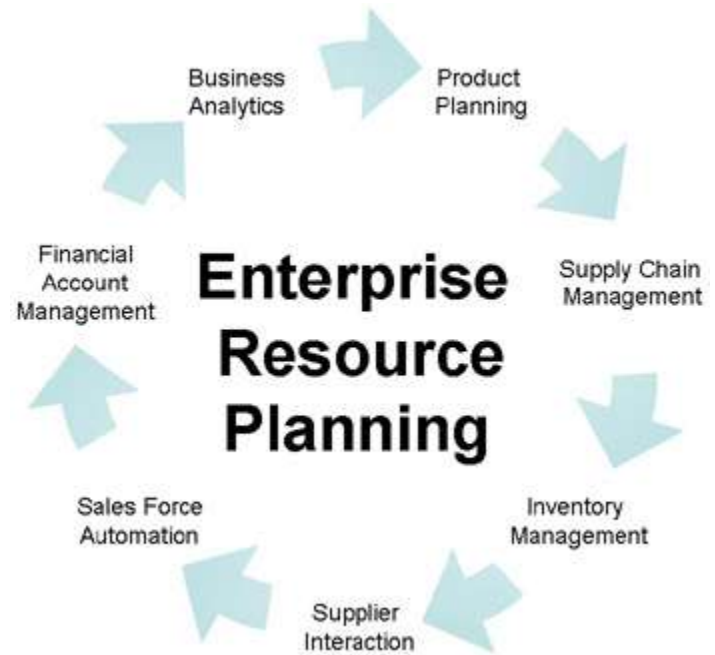 Business
Analytics
Product
Planning
Financial
Account
Management
Enterprise
Resource
Planning
Supply Chain
Management
Sales Force
Automation
Inventory
Management
Supplier
Interaction